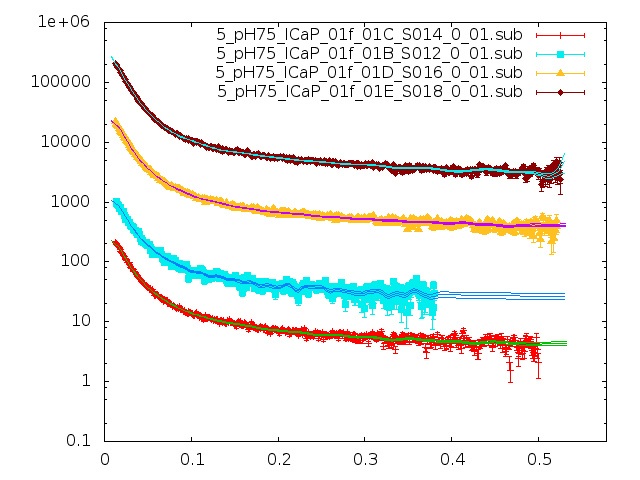 1e+06
5_pH75_ICaP_01f_01C_S014_0_01.sub
5_pH75_ICaP_01f_01B_S012_0_01.sub
5_pH75_ICaP_01f_01D_S016_0_01.sub
5_pH75_ICaP_01f_01E_S018_0_01.sub
100000
10000
1000
100
10
1
0.1
0 0.1 0.2 0.3 0.4 0.5